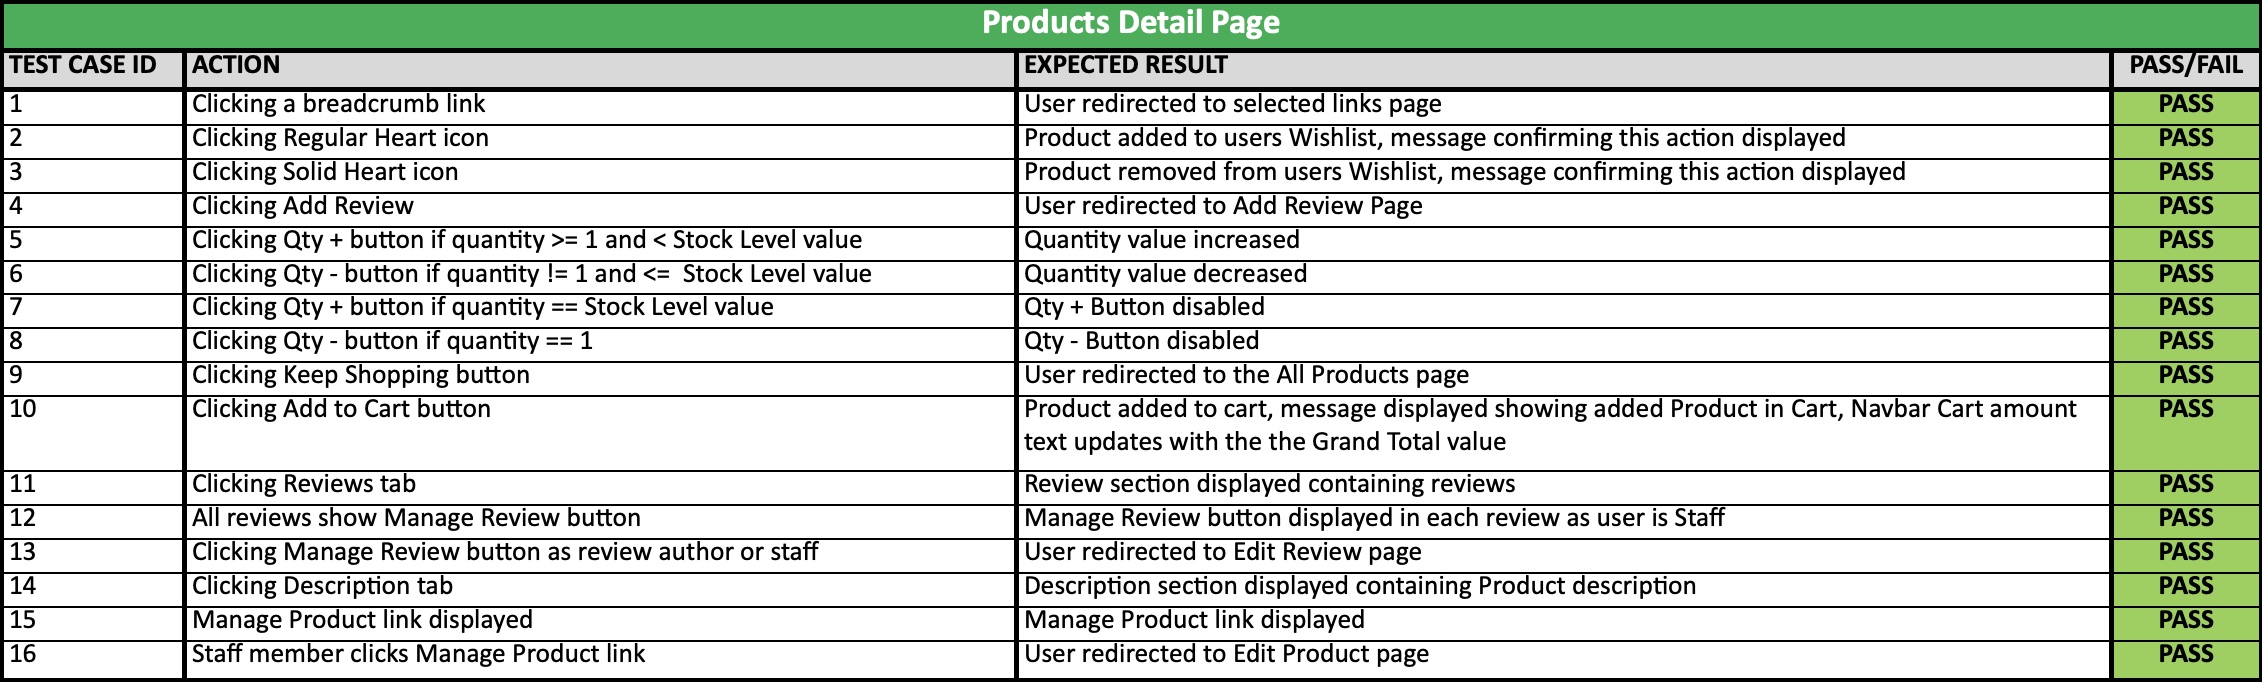 Products Detail Page
TEST CASE ID ACTION EXPECTED RESULT PASS/FAIL
1 Clicking a breadcrumb link User redirected to selected links page PASS
2 Clicking Regular Heart icon Product added to users Wishlist, message confirming this action displayed PASS
3 Clicking Solid Heart icon Product removed from users Wishlist, message confirming this action displayed PASS
4 Clicking Add Review User redirected to Add Review Page PASS
5 Clicking Qty + button if quantity >= 1 and < Stock Level value Quantity value increased PASS
6 Clicking Qty - button if quantity != 1 and <=  Stock Level value Quantity value decreased PASS
7 Clicking Qty + button if quantity == Stock Level value Qty + Button disabled PASS
8 Clicking Qty - button if quantity == 1 Qty - Button disabled PASS
9 Clicking Keep Shopping button User redirected to the All Products page PASS
10 Clicking Add to Cart button Product added to cart, message displayed showing added Product in Cart, Navbar Cart amount PASS
text updates with the the Grand Total value
11 Clicking Reviews tab Review section displayed containing reviews PASS
12 All reviews show Manage Review button Manage Review button displayed in each review as user is Staff PASS
13 Clicking Manage Review button as review author or staff User redirected to Edit Review page PASS
14 Clicking Description tab Description section displayed containing Product description PASS
15 Manage Product link displayed Manage Product link displayed PASS
16 Staff member clicks Manage Product link User redirected to Edit Product page PASS